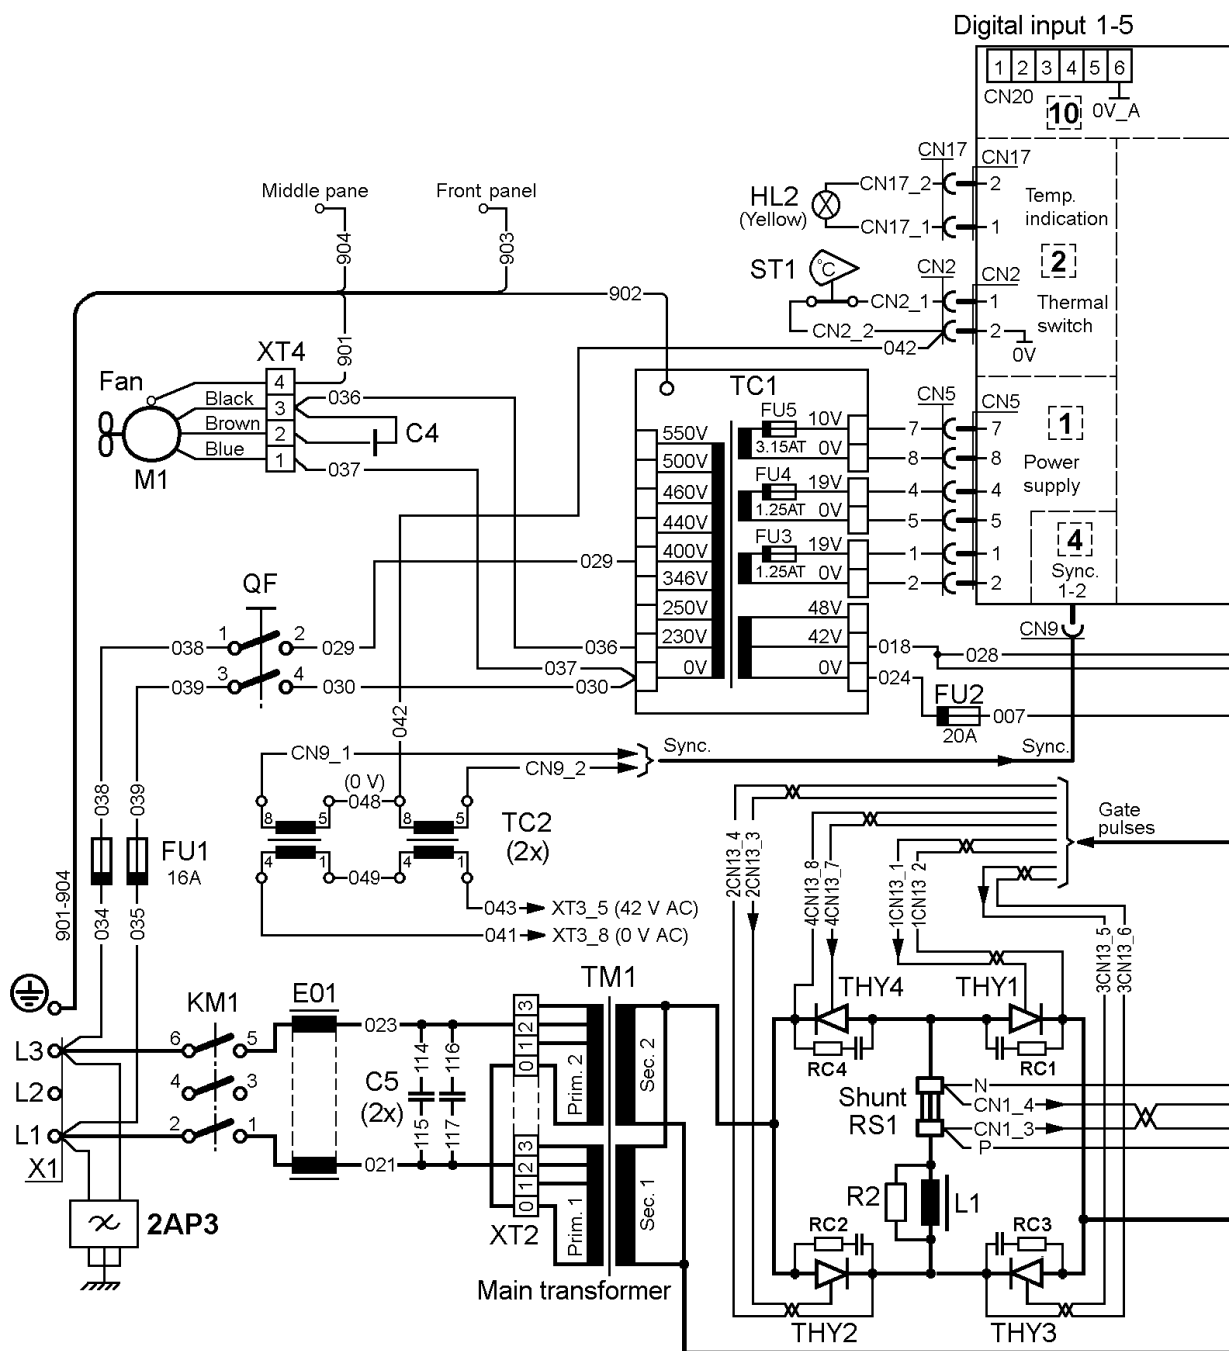 Digital input 1-5
1 2 3 4 5 6
CN20
10
0V_A
CN17
CN17
Middle pane
Front panel
HL2
(Yellow)
CN17_2
2
CN17_1
1
Temp.
indication
2
904
903
ST1
°C
CN2
CN2
CN2_1
1
CN2_2
2
0V
Thermal
switch
902
042
901
XT4
Fan
4
036
Black
3
Brown
2
C4
Blue
1
037
M1
TC1
CN5
CN5
550V
500V
460V
440V
400V
346V
250V
230V
0V
FU5
10V
7
7
3.15AT
0V
8
8
FU4
19V
4
4
1.25AT
0V
5
5
FU3
19V
1
1
1.25AT
0V
2
2
48V
42V
0V
1
Power
supply
4
Sync.
1-2
CN9
029
QF
038
1
2
029
036
039
3
4
030
037
030
018
028
024
FU2
007
20A
042
CN9_1
Sync.
Sync.
CN9_2
(0 V)
048
8
5
8
5
TC2
(2x)
4
1
4
1
049
043
XT3_5 (42 V AC)
041
XT3_8 (0 V AC)
038
039
FU1
16A
034
035
901-904
Gate
pulses
2CN13_4
2CN13_3
4CN13_8
4CN13_7
1CN13_1
1CN13_2
3CN13_5
3CN13_6
KM1
E01
TM1
THY4
THY1
L3
6
5
023
3
2
1
0
Prim. 2
Sec. 2
RC4
RC1
L2
4
3
C5
(2x)
114
116
115
117
Shunt
RS1
N
CN1_4
CN1_3
P
L1
2
1
021
3
2
1
0
Prim. 1
Sec. 1
X1
XT2
R2
L1
2AP3
RC2
RC3
Main transformer
THY2
THY3